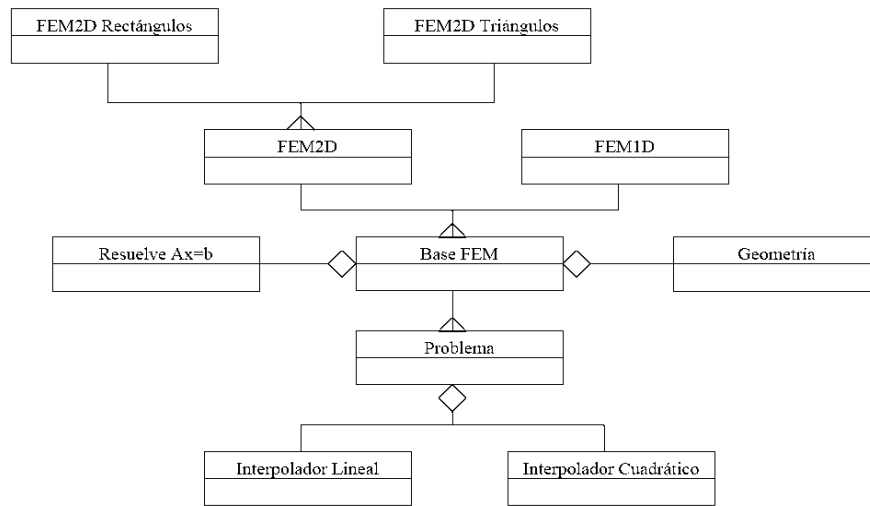 FEM2D Rectángulos
FEM2D Triángulos
FEM2D
FEM1D
Resuelve Ax=b
Base FEM
Geometría
Problema
Interpolador Lineal
Interpolador Cuadrático